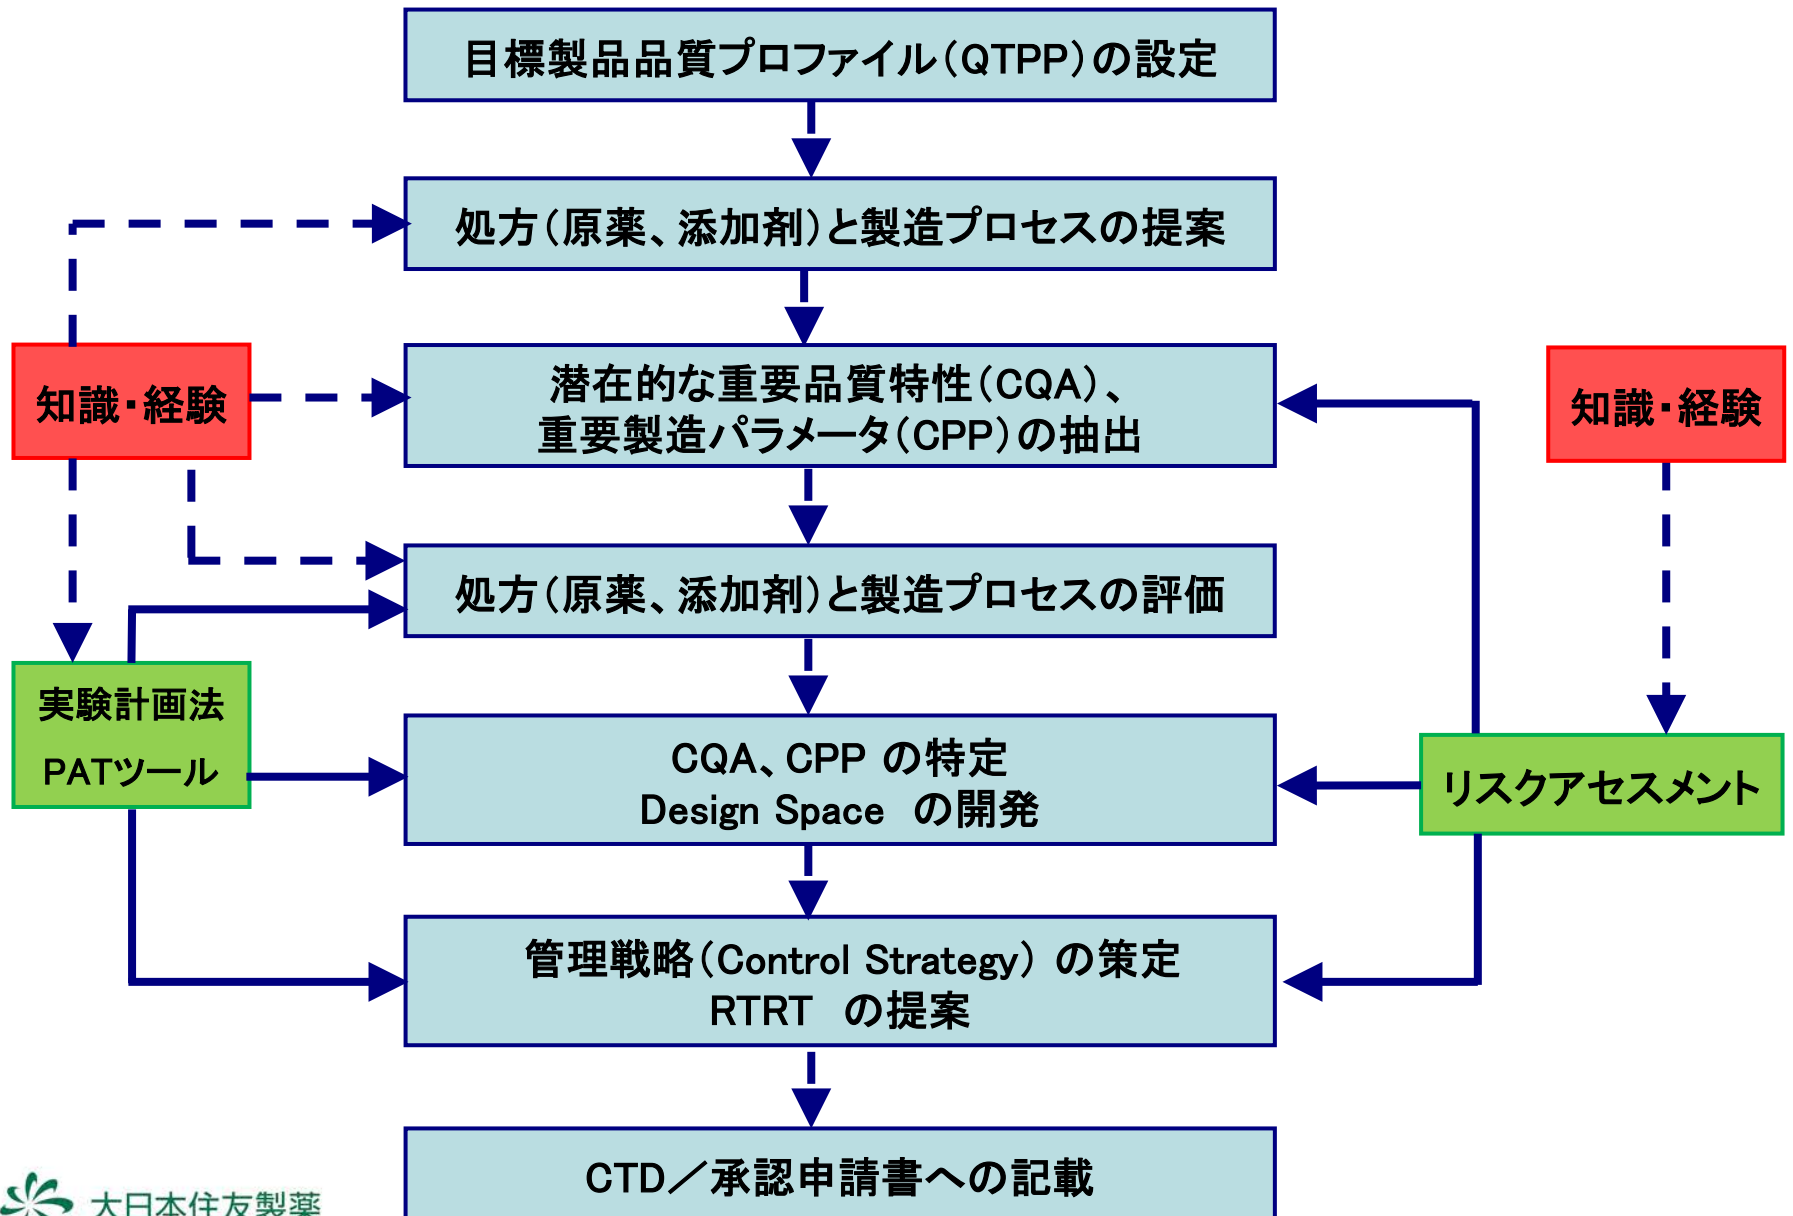 目標製品品質プロファイル（QTPP）の設定
処方（原薬、添加剤）と製造プロセスの提案
知識・経験
潜在的な重要品質特性（CQA）、
重要製造パラメータ（CPP）の抽出
知識・経験
処方（原薬、添加剤）と製造プロセスの評価
実験計画法
PATツール
CQA、CPP の特定
Design Space　の開発
リスクアセスメント
管理戦略（Control Strategy） の策定
RTRT　の提案
CTD／承認申請書への記載
大日本住友製薬